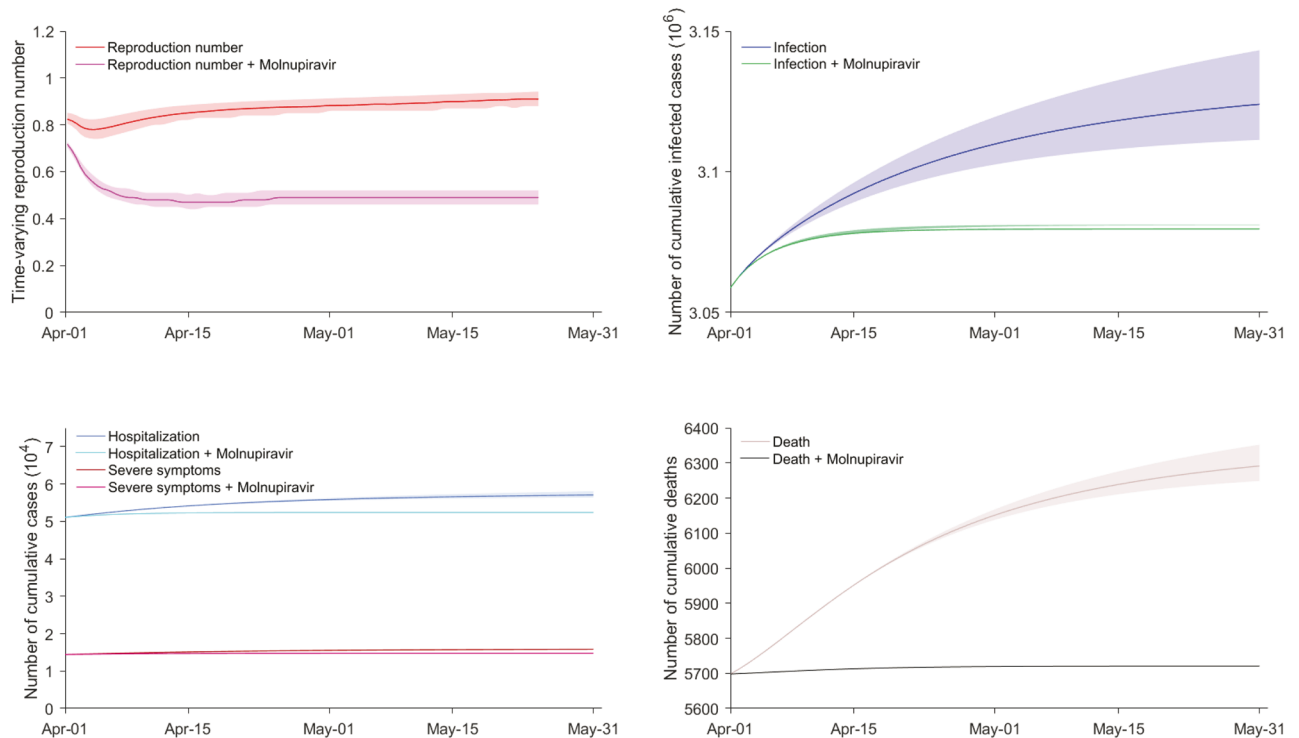 Time-varying reproduction number
1.2
1
0.8
0.6
0.4
0.2
0
Reproduction number
Reproduction number + Molnupiravir
Apr-01
Apr-15
May-01
May-15
May-31
Number of cumulative infected cases (10^6)
3.15
3.1
3.05
Infection
Infection + Molnupiravir
Apr-01
Apr-15
May-01
May-15
May-31
Number of cumulative cases (10^4)
7
6
5
4
3
2
1
0
Hospitalization
Hospitalization + Molnupiravir
Severe symptoms
Severe symptoms + Molnupiravir
Apr-01
Apr-15
May-01
May-15
May-31
Number of cumulative deaths
6400
6300
6200
6100
6000
5900
5800
5700
5600
Death
Death + Molnupiravir
Apr-01
Apr-15
May-01
May-15
May-31